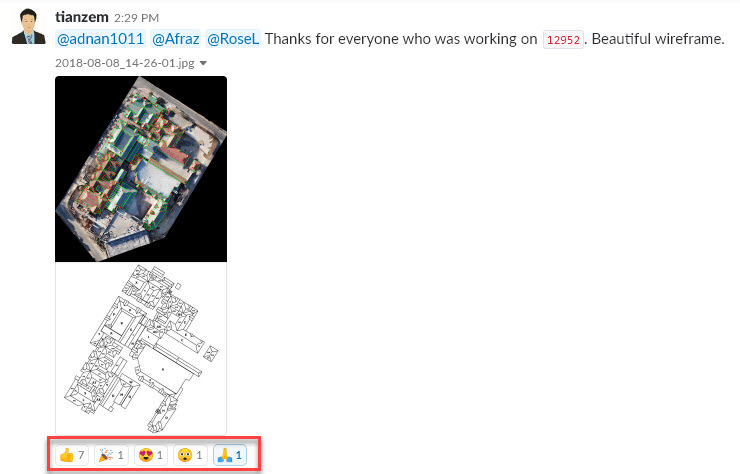 tianzem 2:29 PM
@adnan1011 @Afraz @RoseL Thanks for everyone who was working on 12952. Beautiful wireframe.
2018-08-08_14-26-01.jpg
7 1 1 1 1